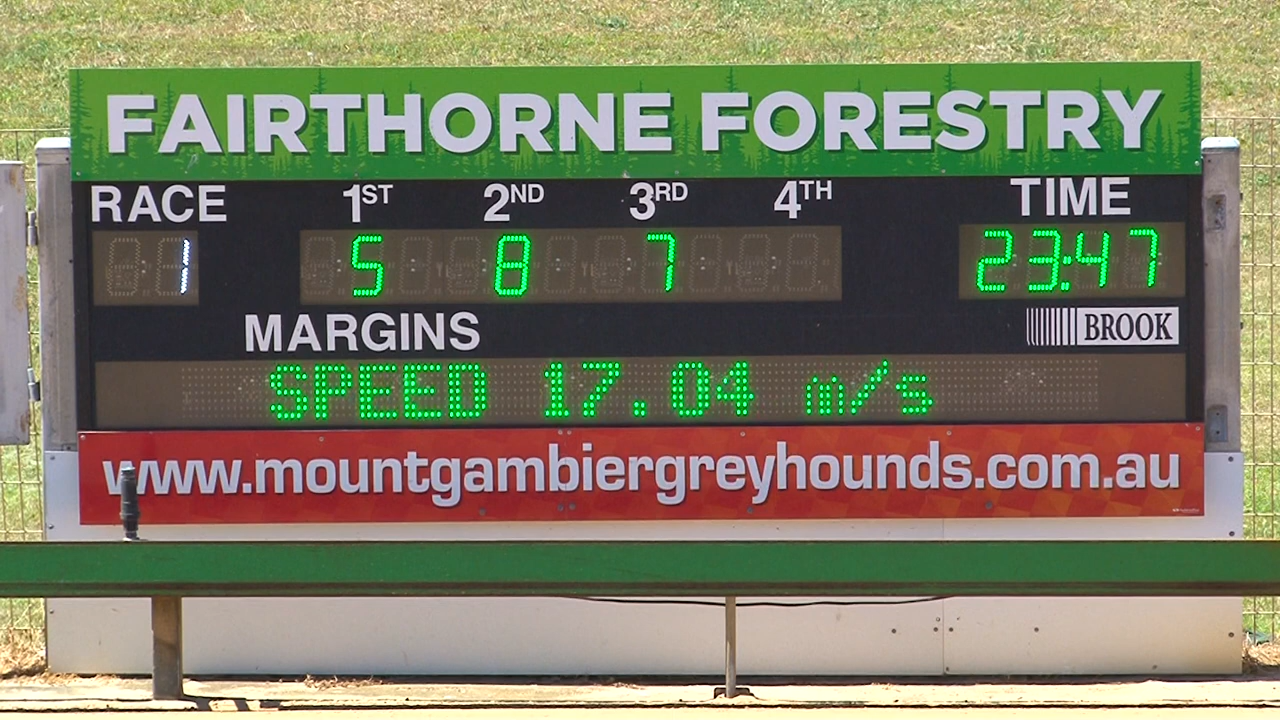 FAIRTHORNE FORESTRY
RACE 1ST 2ND 3RD 4TH TIME
1 5 8 7 23:47
MARGINS BROOK
SPEED 17.04 m/s
www.mountgambiergreyhounds.com.au